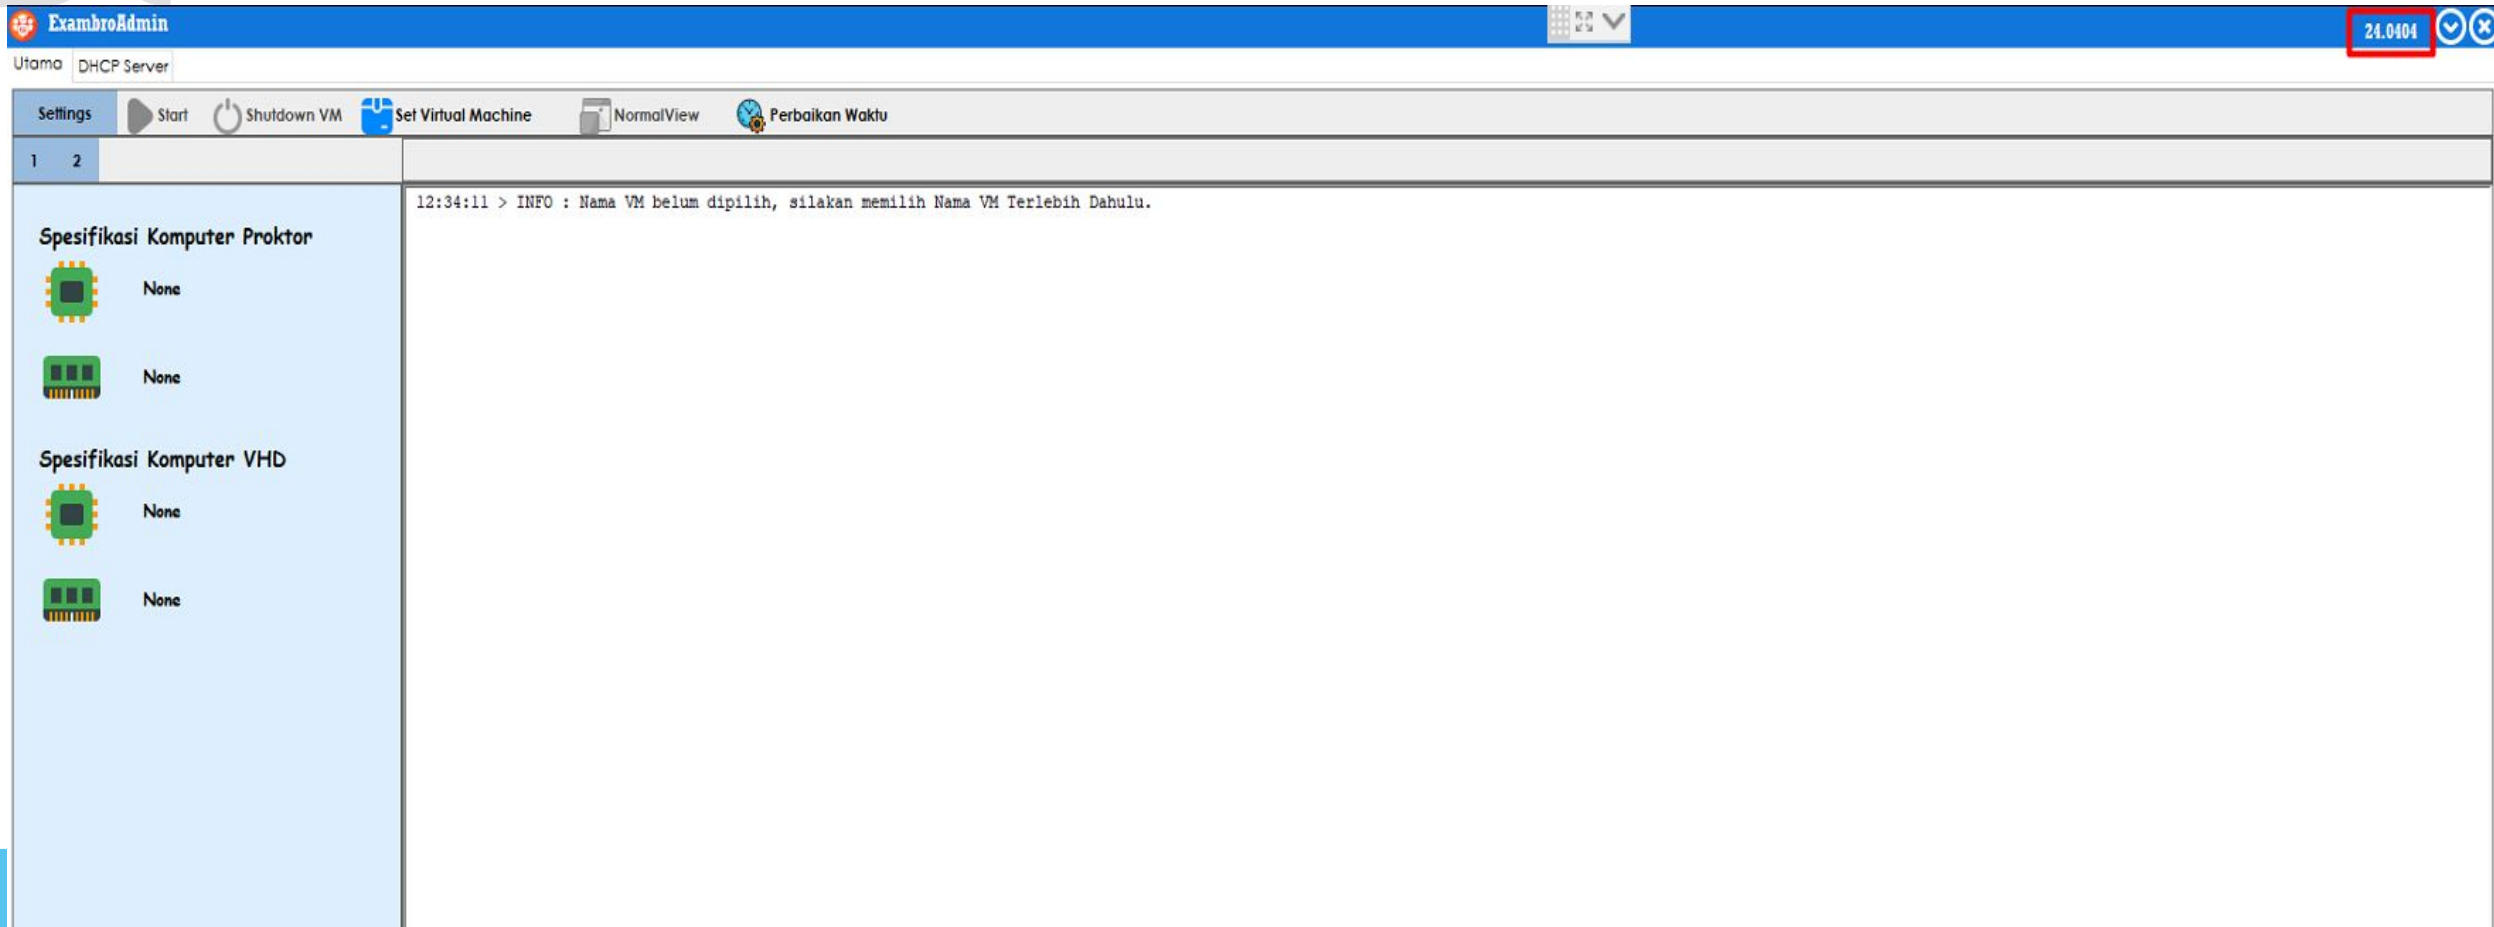 ExambroAdmin
24.0404
Utama DHCP Server
Settings Start Shutdown VM Set Virtual Machine NormalView Perbaikan Waktu
1 2
12:34:11 > INFO : Nama VM belum dipilih, silakan memilih Nama VM Terlebih Dahulu.
Spesifikasi Komputer Proktor
None
None
Spesifikasi Komputer VHD
None
None